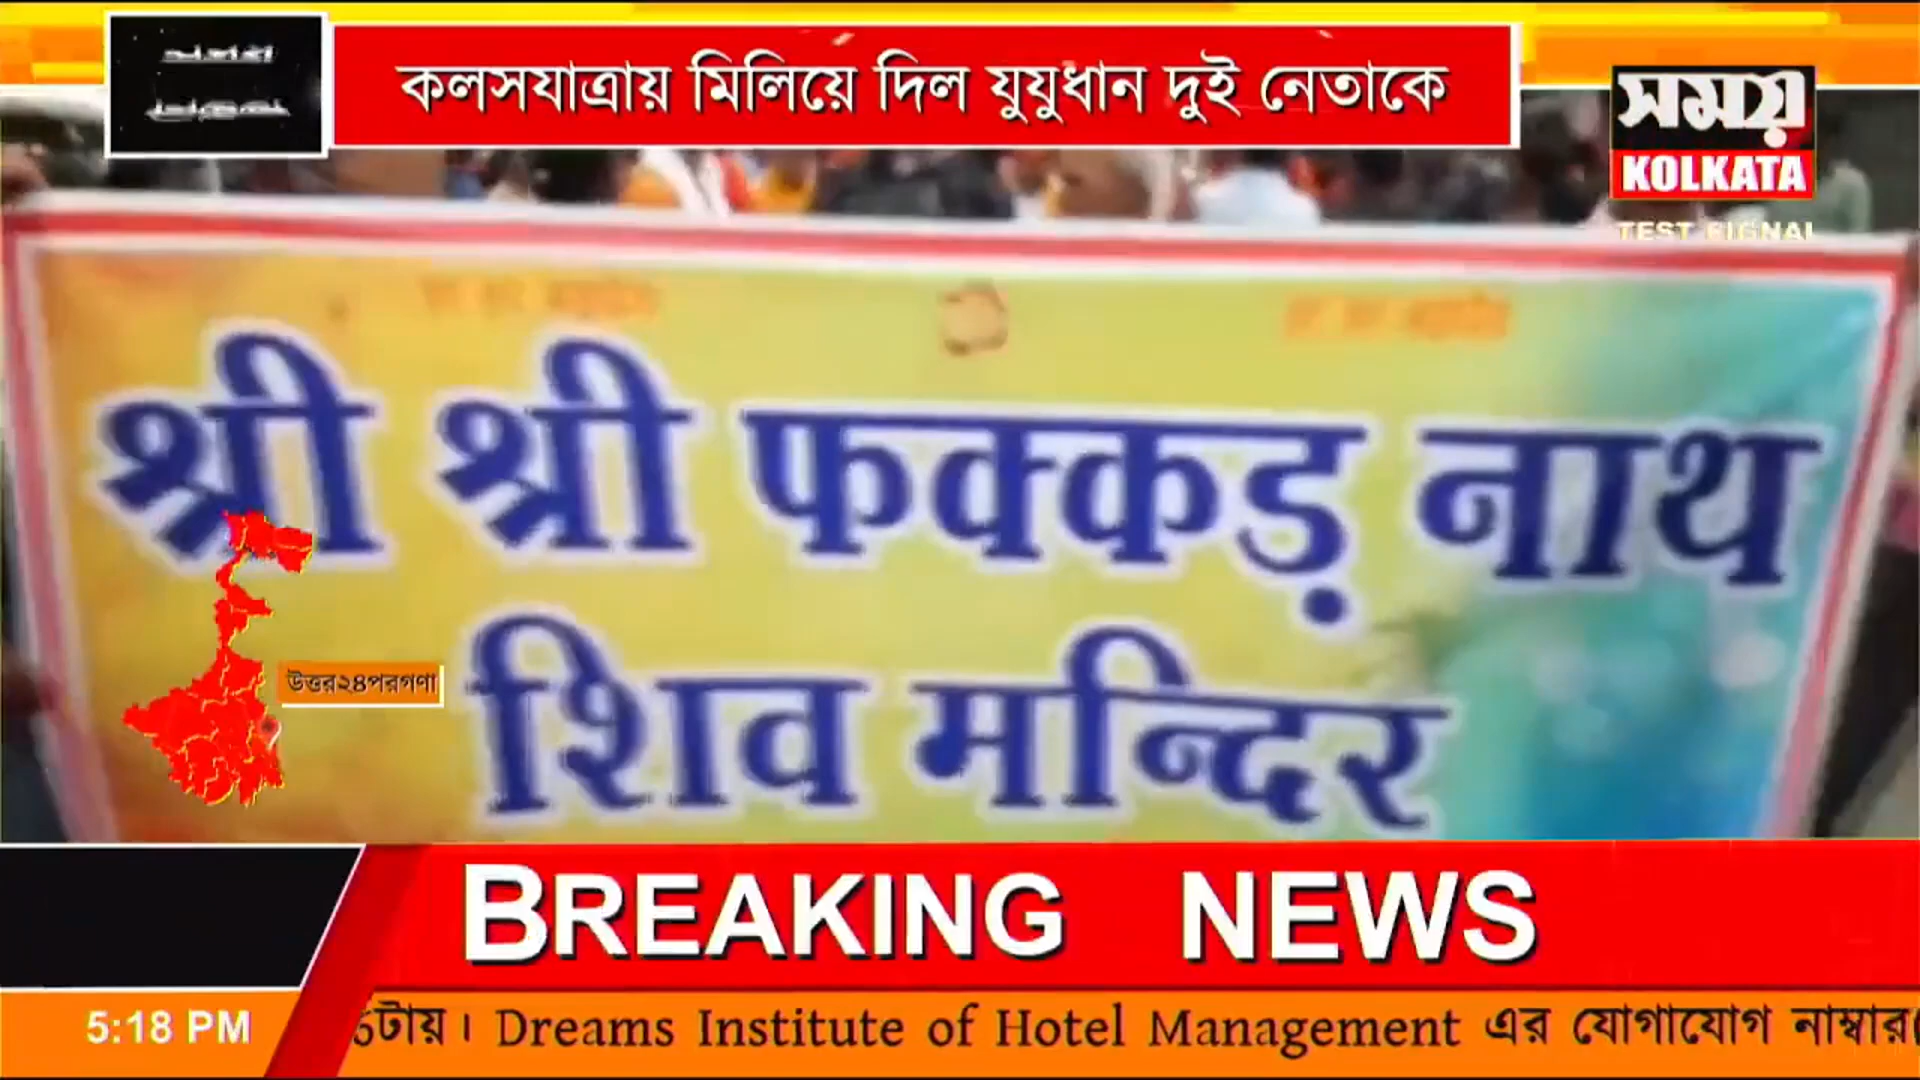 কলসযাত্রায় মিলিয়ে দিল যুযুধান দুই নেতাকে
সময়
KOLKATA
TEST SIGNAL
श्री श्री फक्कड़ नाथ
शिव मन्दिर
উত্তর২৪পরগণা
BREAKING NEWS
5:18 PM
টায়। Dreams Institute of Hotel Management এর যোগাযোগ নাম্বার